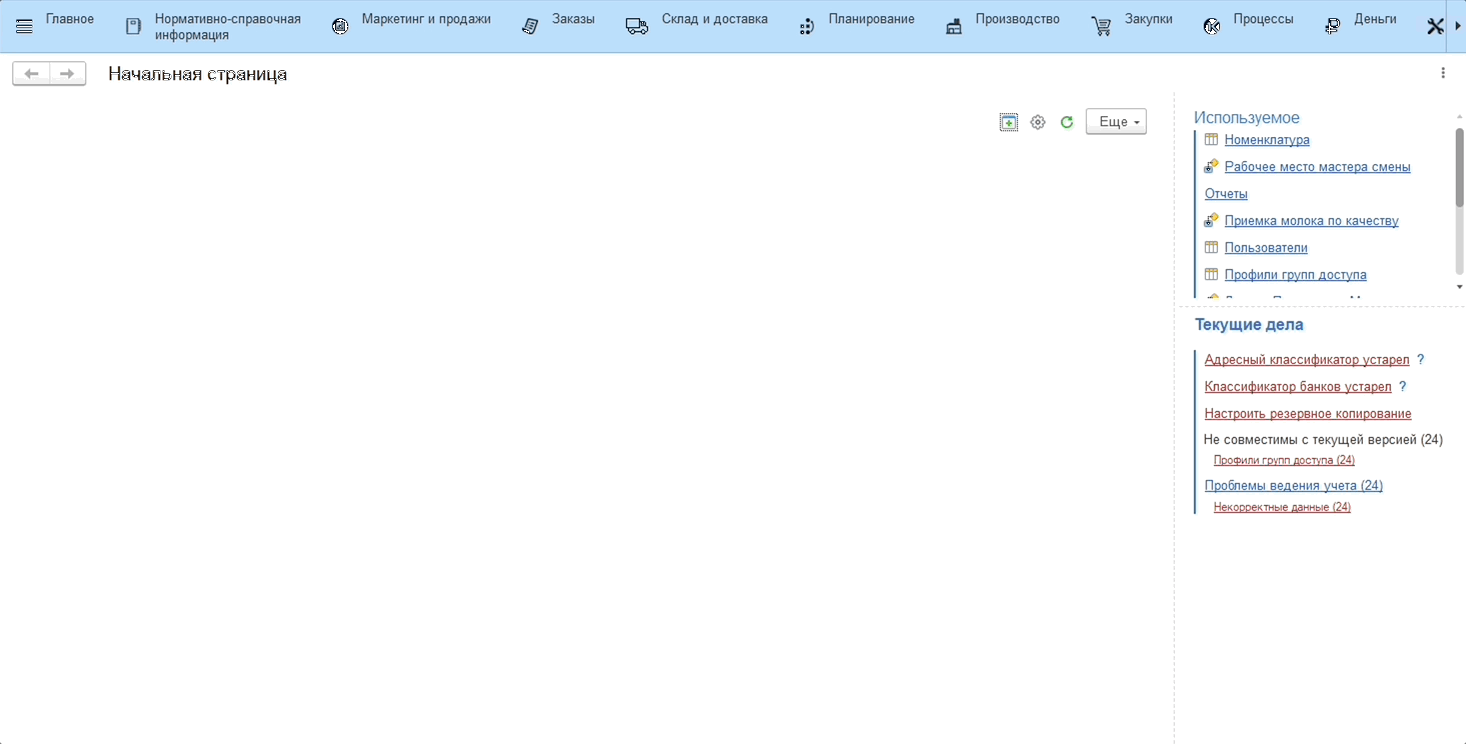 Главное
Нормативно-справочная
информация
Маркетинг и продажи
Заказы
Склад и доставка
Планирование
Производство
Закупки
Процессы
Деньги
Начальная страница
Еще
Используемое
Номенклатура
Рабочее место мастера смены
Отчеты
Приемка молока по качеству
Пользователи
Профили групп доступа
Текущие дела
Адресный классификатор устарел ?
Классификатор банков устарел ?
Настроить резервное копирование
Не совместимы с текущей версией (24)
Профили групп доступа (24)
Проблемы ведения учета (24)
Некорректные данные (24)